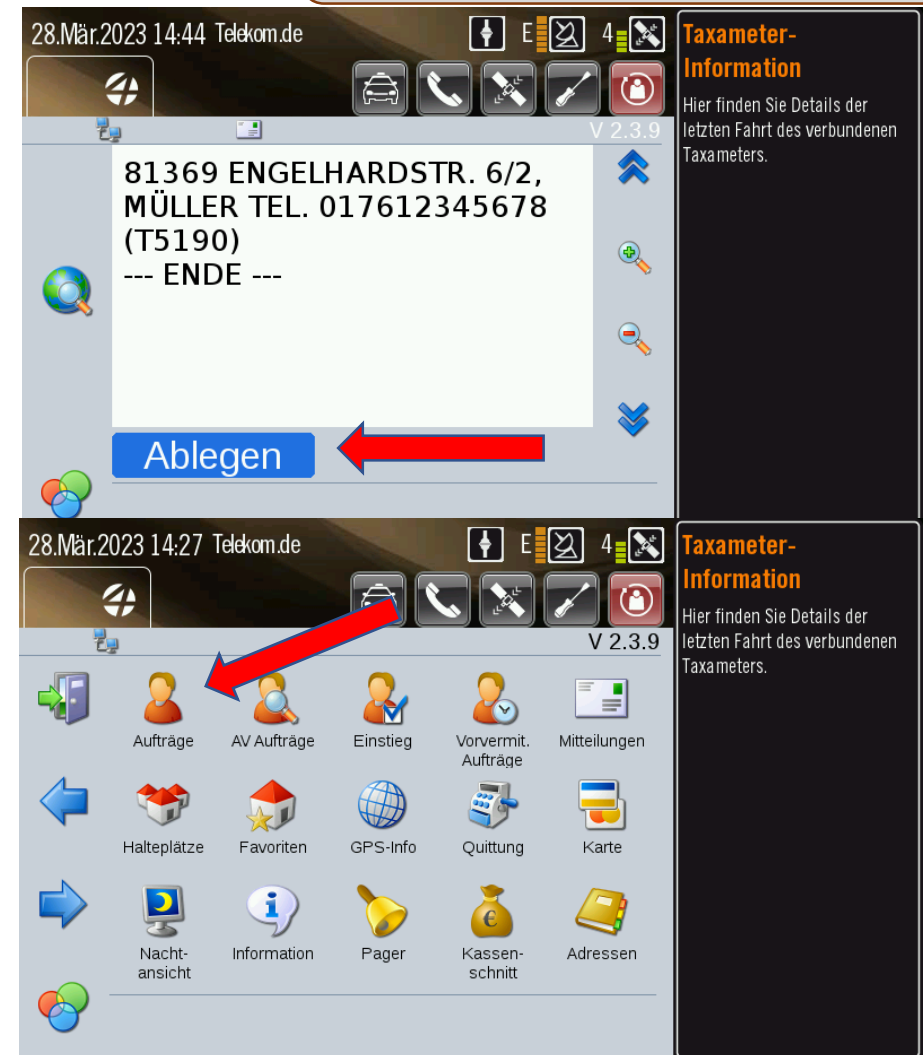 28.Mär.2023 14:44 Telekom.de E 4
V 2.3.9
81369 ENGELHARDSTR. 6/2,
MÜLLER TEL. 017612345678
(T5190)
--- ENDE ---
Ablegen
Taxameter-
Information
Hier finden Sie Details der
letzten Fahrt des verbundenen
Taxameters.
28.Mär.2023 14:27 Telekom.de E 4
V 2.3.9
Aufträge AV Aufträge Einstieg Vorvermit. Mitteilungen
Aufträge
Halteplätze Favoriten GPS-Info Quittung Karte
Nacht- Information Pager Kassen- Adressen
ansicht schnitt
Taxameter-
Information
Hier finden Sie Details der
letzten Fahrt des verbundenen
Taxameters.